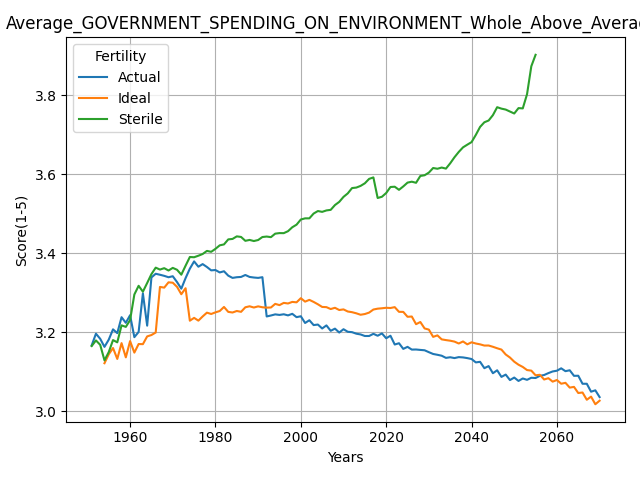 Average_GOVERNMENT_SPENDING_ON_ENVIRONMENT_Whole_Above_Avera
Fertility
Actual
Ideal
Sterile
Score(1-5)
3.8
3.6
3.4
3.2
3.0
1960 1980 2000 2020 2040 2060
Years